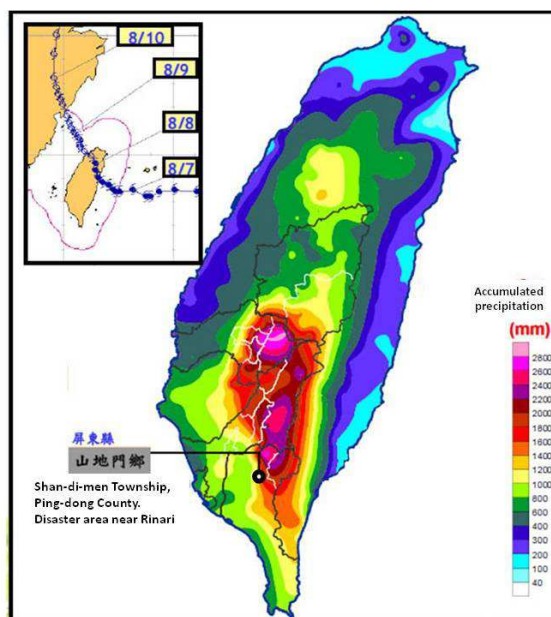 8/10
8/9
8/8
8/7
Accumulated
precipitation
(mm)
2800
2600
2400
2200
2000
1800
1600
1400
1200
1000
800
600
400
300
200
100
40
屏東縣
山地門鄉
Shan-di-men Township,
Ping-dong County.
Disaster area near Rinari